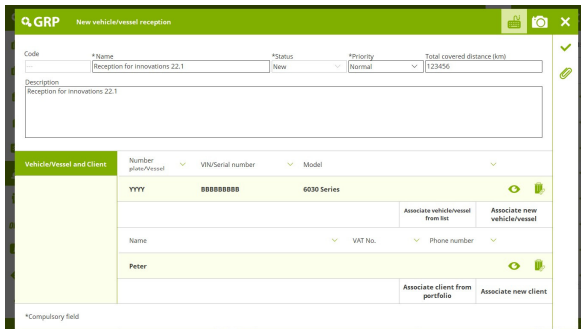 GRP New vehicle/vessel reception
Code *Name *Status *Priority Total covered distance (km)
--- Reception for innovations 22.1 New Normal 123456
Description
Reception for innovations 22.1
Vehicle/Vessel and Client
Number plate/Vessel VIN/Serial number Model
YYYY BBBBBBBBB 6030 Series
Associate vehicle/vessel from list Associate new vehicle/vessel
Name VAT No. Phone number
Peter
Associate client from portfolio Associate new client
*Compulsory field